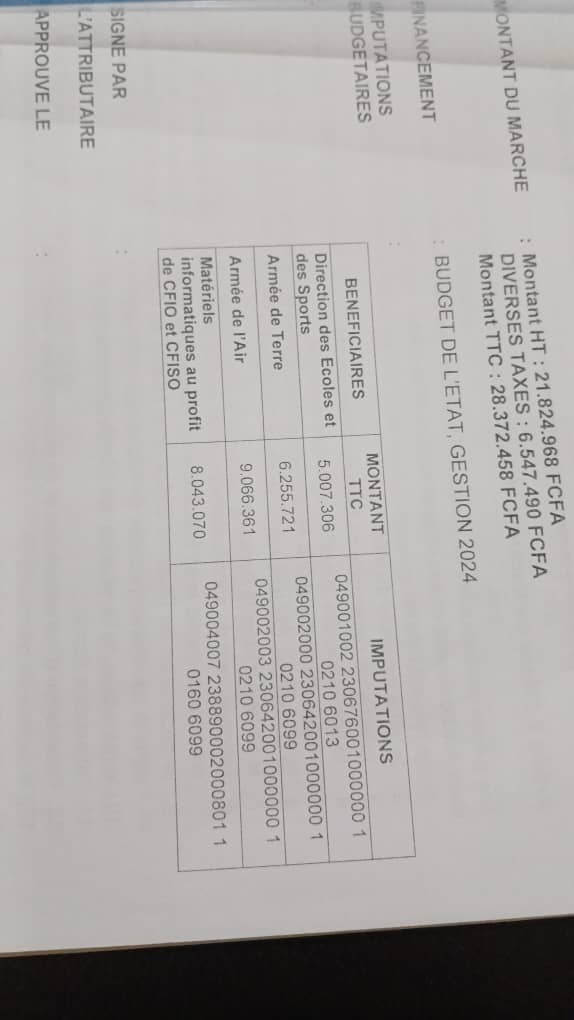 MONTANT DU MARCHE : Montant HT : 21.824.968 FCFA
DIVERSES TAXES : 6.547.490 FCFA
Montant TTC : 28.372.458 FCFA
FINANCEMENT : BUDGET DE L'ETAT, GESTION 2024
IMPUTATIONS :
BUDGETAIRES
BENEFICIAIRES MONTANT TTC IMPUTATIONS
Direction des Ecoles et des Sports 5.007.306 049001002 230676001000000 1 0210 6013
Armée de Terre 6.255.721 049002000 230642001000000 1 0210 6099
Armée de l'Air 9.066.361 049002003 230642001000000 1 0210 6099
Matériels informatiques au profit de CFIO et CFISO 8.043.070 049004007 238890002000801 1 0160 6099
SIGNE PAR :
L'ATTRIBUTAIRE
APPROUVE LE :